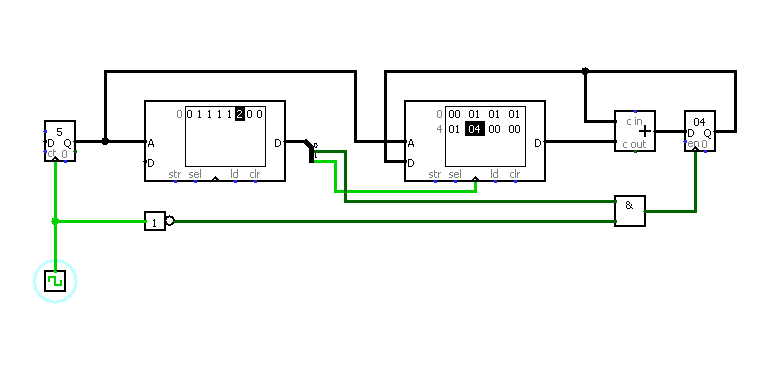 5
D Q
ct 0
0 0 1 1 1 1 1 2 0 0
A
D
D
str sel ld clr
0 00 01 01 01
4 01 04 00 00
A
D
D
str sel ld clr
c in
+
c out
04
D Q
en 0
1
&